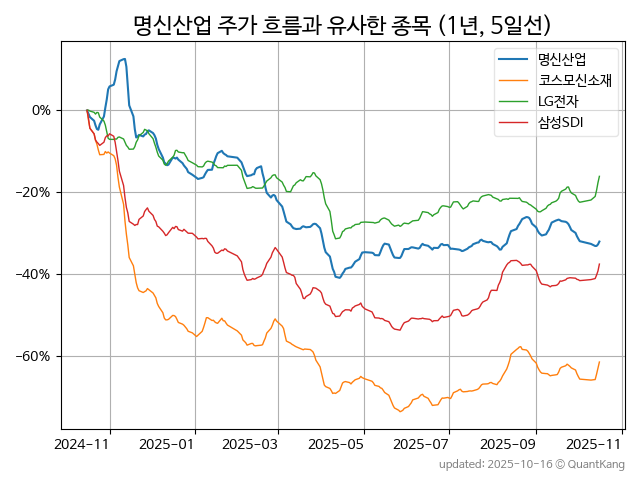 명신산업 주가 흐름과 유사한 종목 (1년, 5일선)
명신산업
코스모신소재
LG전자
삼성SDI
0%
−20%
−40%
−60%
2024-11 2025-01 2025-03 2025-05 2025-07 2025-09 2025-11
updated: 2025-10-16 © QuantKang